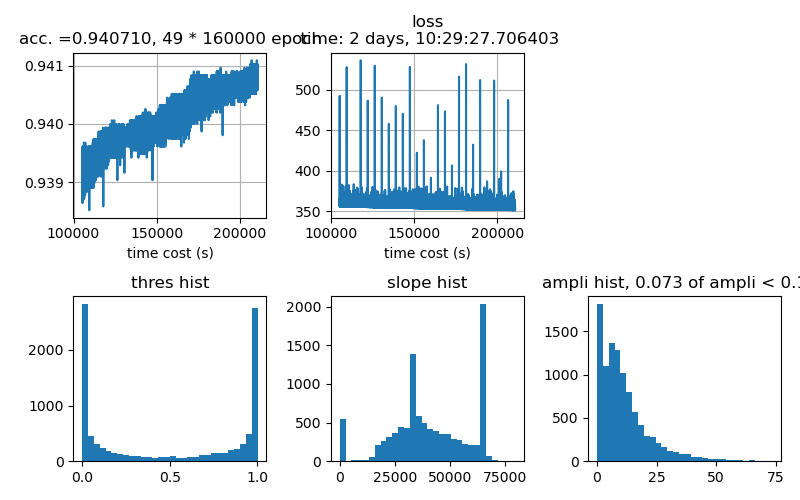 loss
acc. =0.940710, 49 * 160000 epoch
time: 2 days, 10:29:27.706403
0.941
0.940
0.939
100000 150000 200000
time cost (s)
500
450
400
350
100000 150000 200000
time cost (s)
thres hist
2000
1000
0
0.0 0.5 1.0
slope hist
2000
1500
1000
500
0
0 25000 50000 75000
ampli hist, 0.073 of ampli < 0.1
1500
1000
500
0
0 25 50 75